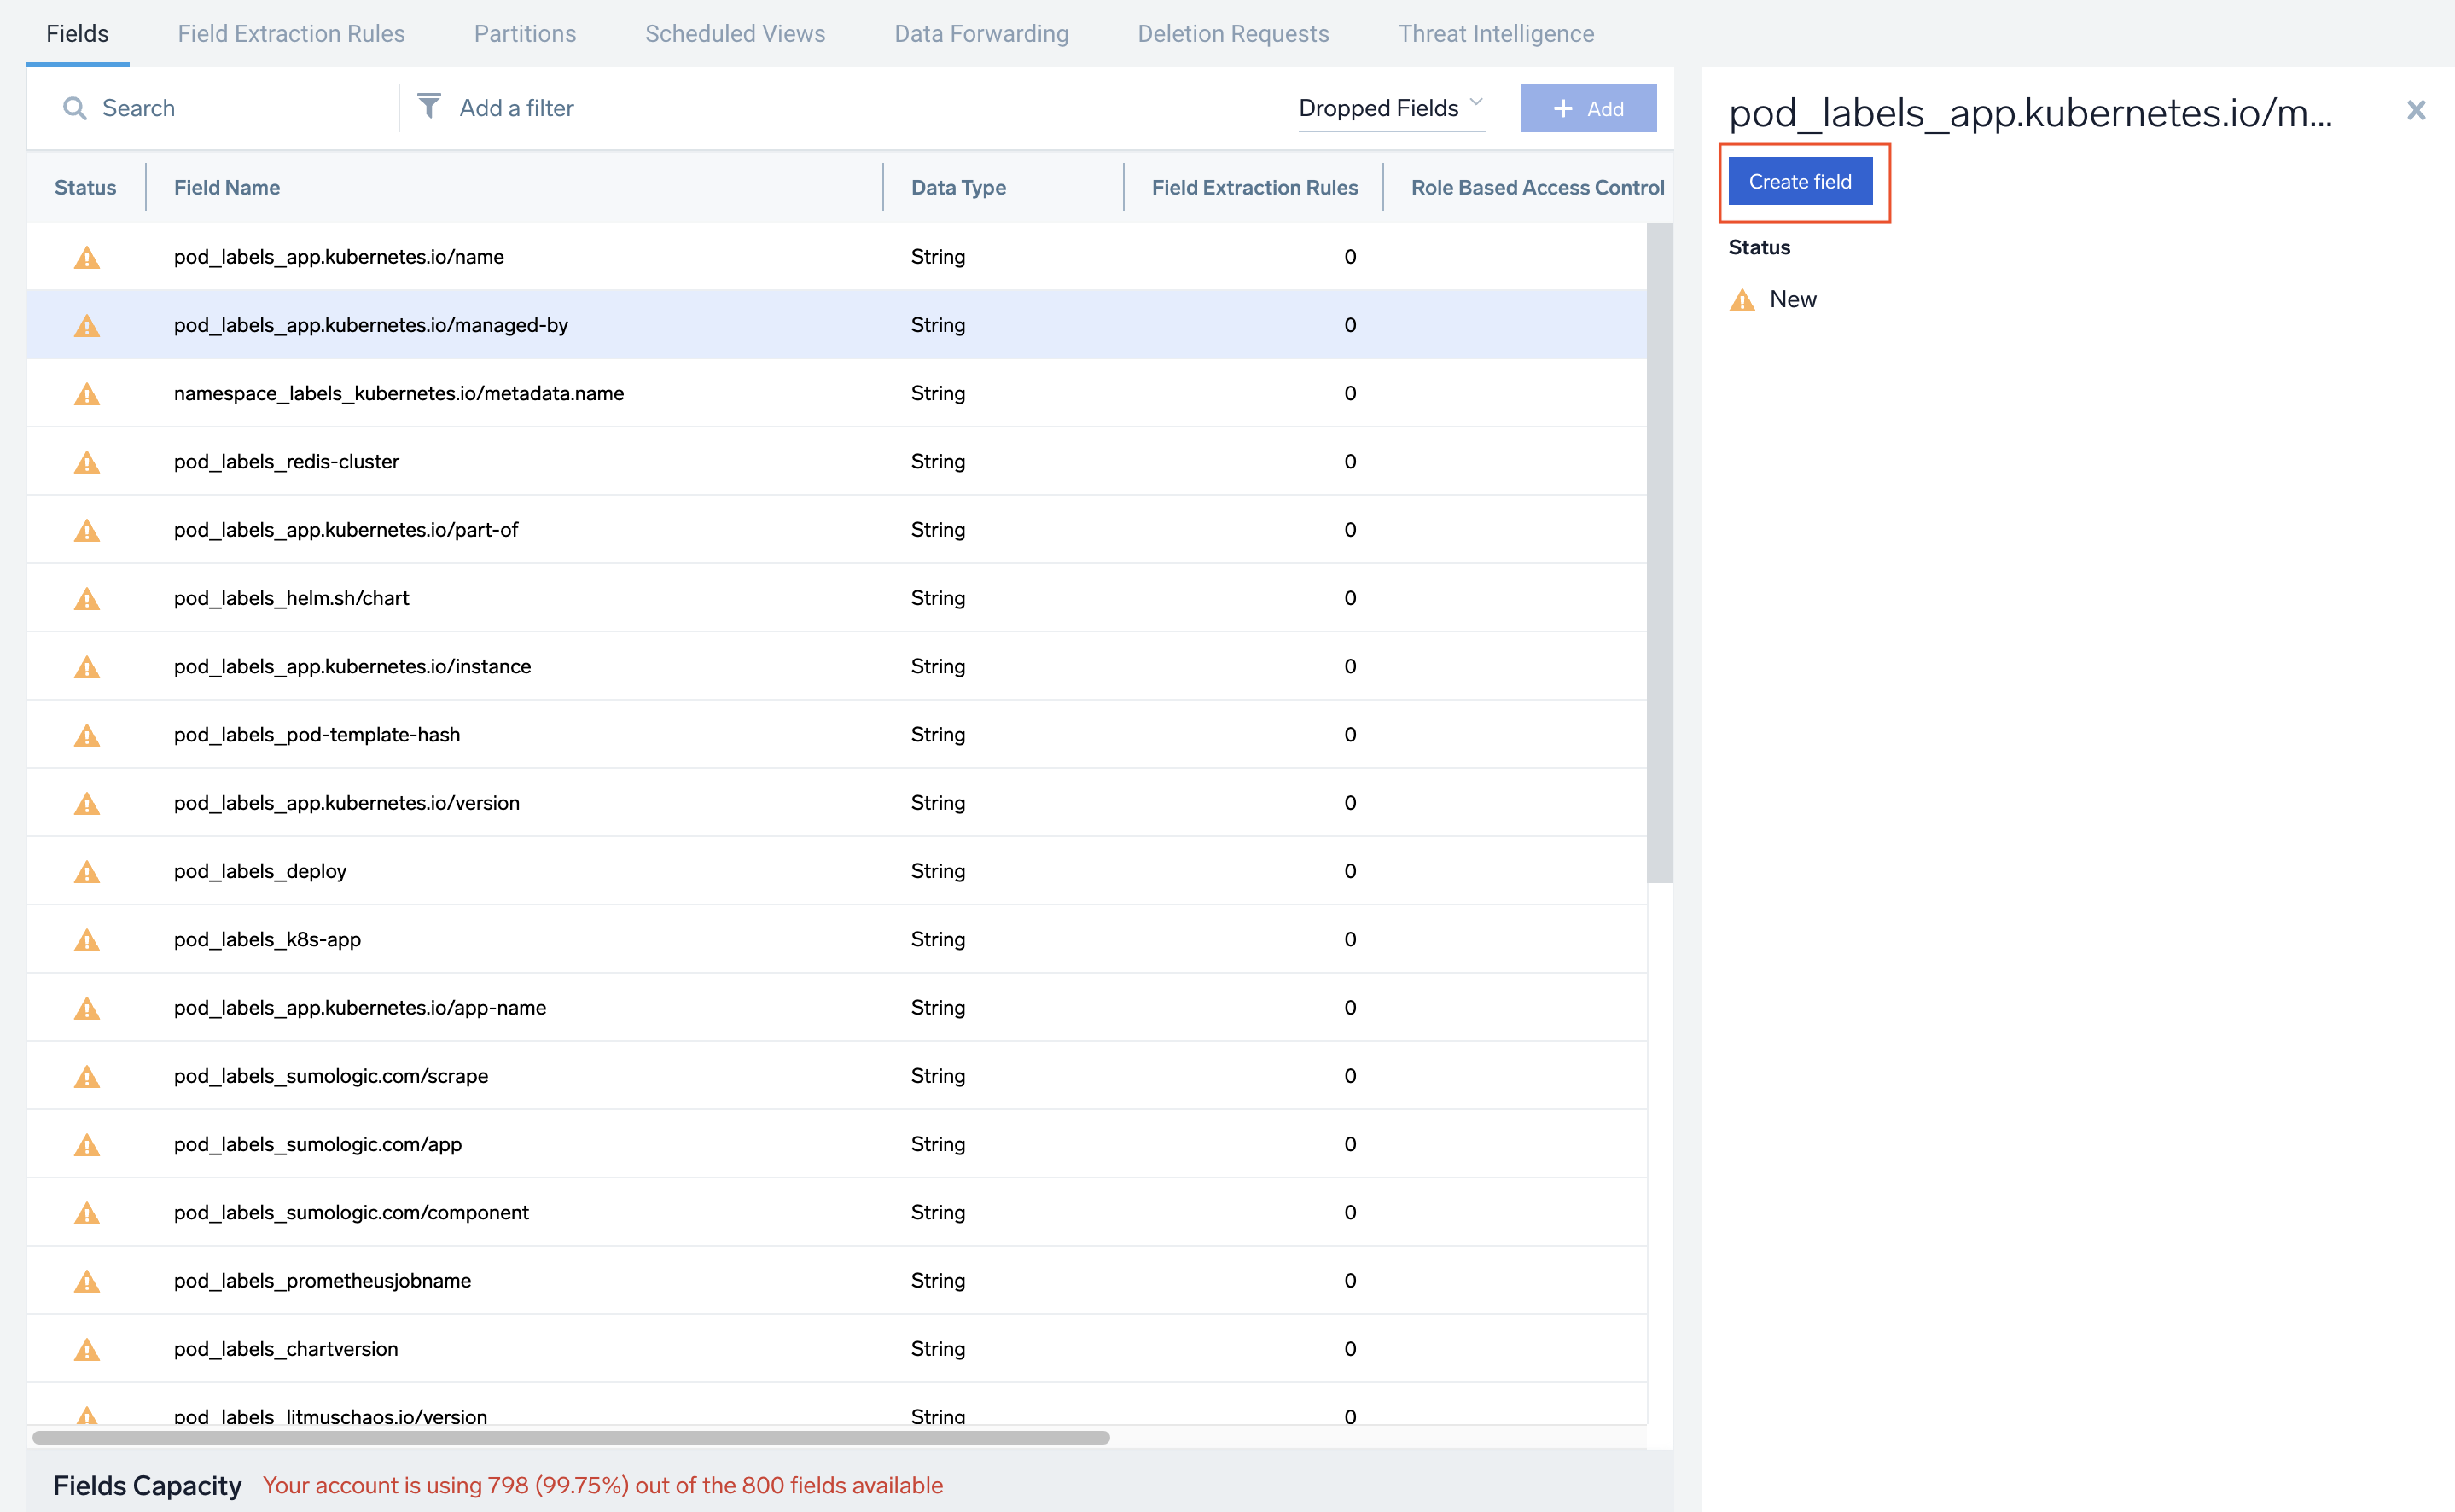 Fields Field Extraction Rules Partitions Scheduled Views Data Forwarding Deletion Requests Threat Intelligence
Search Add a filter Dropped Fields + Add
Status Field Name Data Type Field Extraction Rules Role Based Access Control
pod_labels_app.kubernetes.io/name String 0
pod_labels_app.kubernetes.io/managed-by String 0
namespace_labels_kubernetes.io/metadata.name String 0
pod_labels_redis-cluster String 0
pod_labels_app.kubernetes.io/part-of String 0
pod_labels_helm.sh/chart String 0
pod_labels_app.kubernetes.io/instance String 0
pod_labels_pod-template-hash String 0
pod_labels_app.kubernetes.io/version String 0
pod_labels_deploy String 0
pod_labels_k8s-app String 0
pod_labels_app.kubernetes.io/app-name String 0
pod_labels_sumologic.com/scrape String 0
pod_labels_sumologic.com/app String 0
pod_labels_sumologic.com/component String 0
pod_labels_prometheusjobname String 0
pod_labels_chartversion String 0
pod_labels_litmuschaos.io/version String 0
Fields Capacity Your account is using 798 (99.75%) out of the 800 fields available
pod_labels_app.kubernetes.io/m...
Create field
Status
New